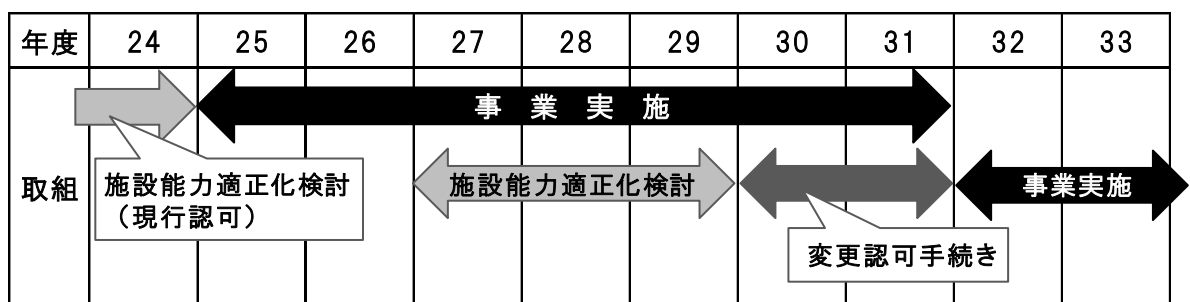 年度 24 25 26 27 28 29 30 31 32 33
事業実施
取組
施設能力適正化検討
（現行認可）
施設能力適正化検討
変更認可手続き
事業実施